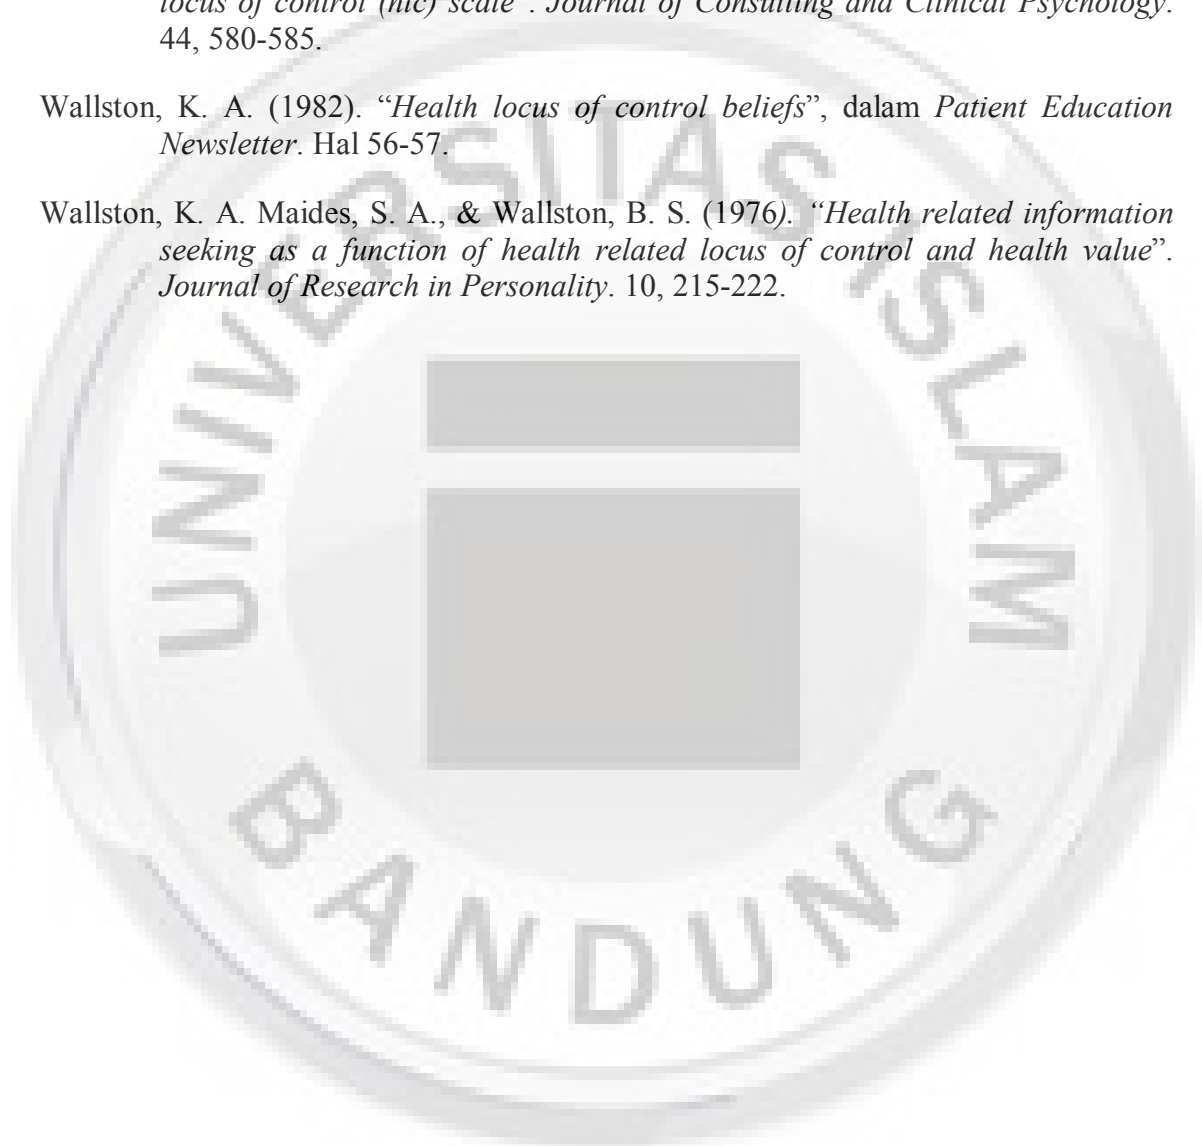 locus of control (hlc) scale". Journal of Consulting and Clinical Psychology.
44, 580-585.
Wallston, K. A. (1982). “Health locus of control beliefs”, dalam Patient Education
Newsletter. Hal 56-57.
Wallston, K. A. Maides, S. A., & Wallston, B. S. (1976). “Health related information
seeking as a function of health related locus of control and health value”.
Journal of Research in Personality. 10, 215-222.
UNIVERSITAS ISLAM
BANDUNG